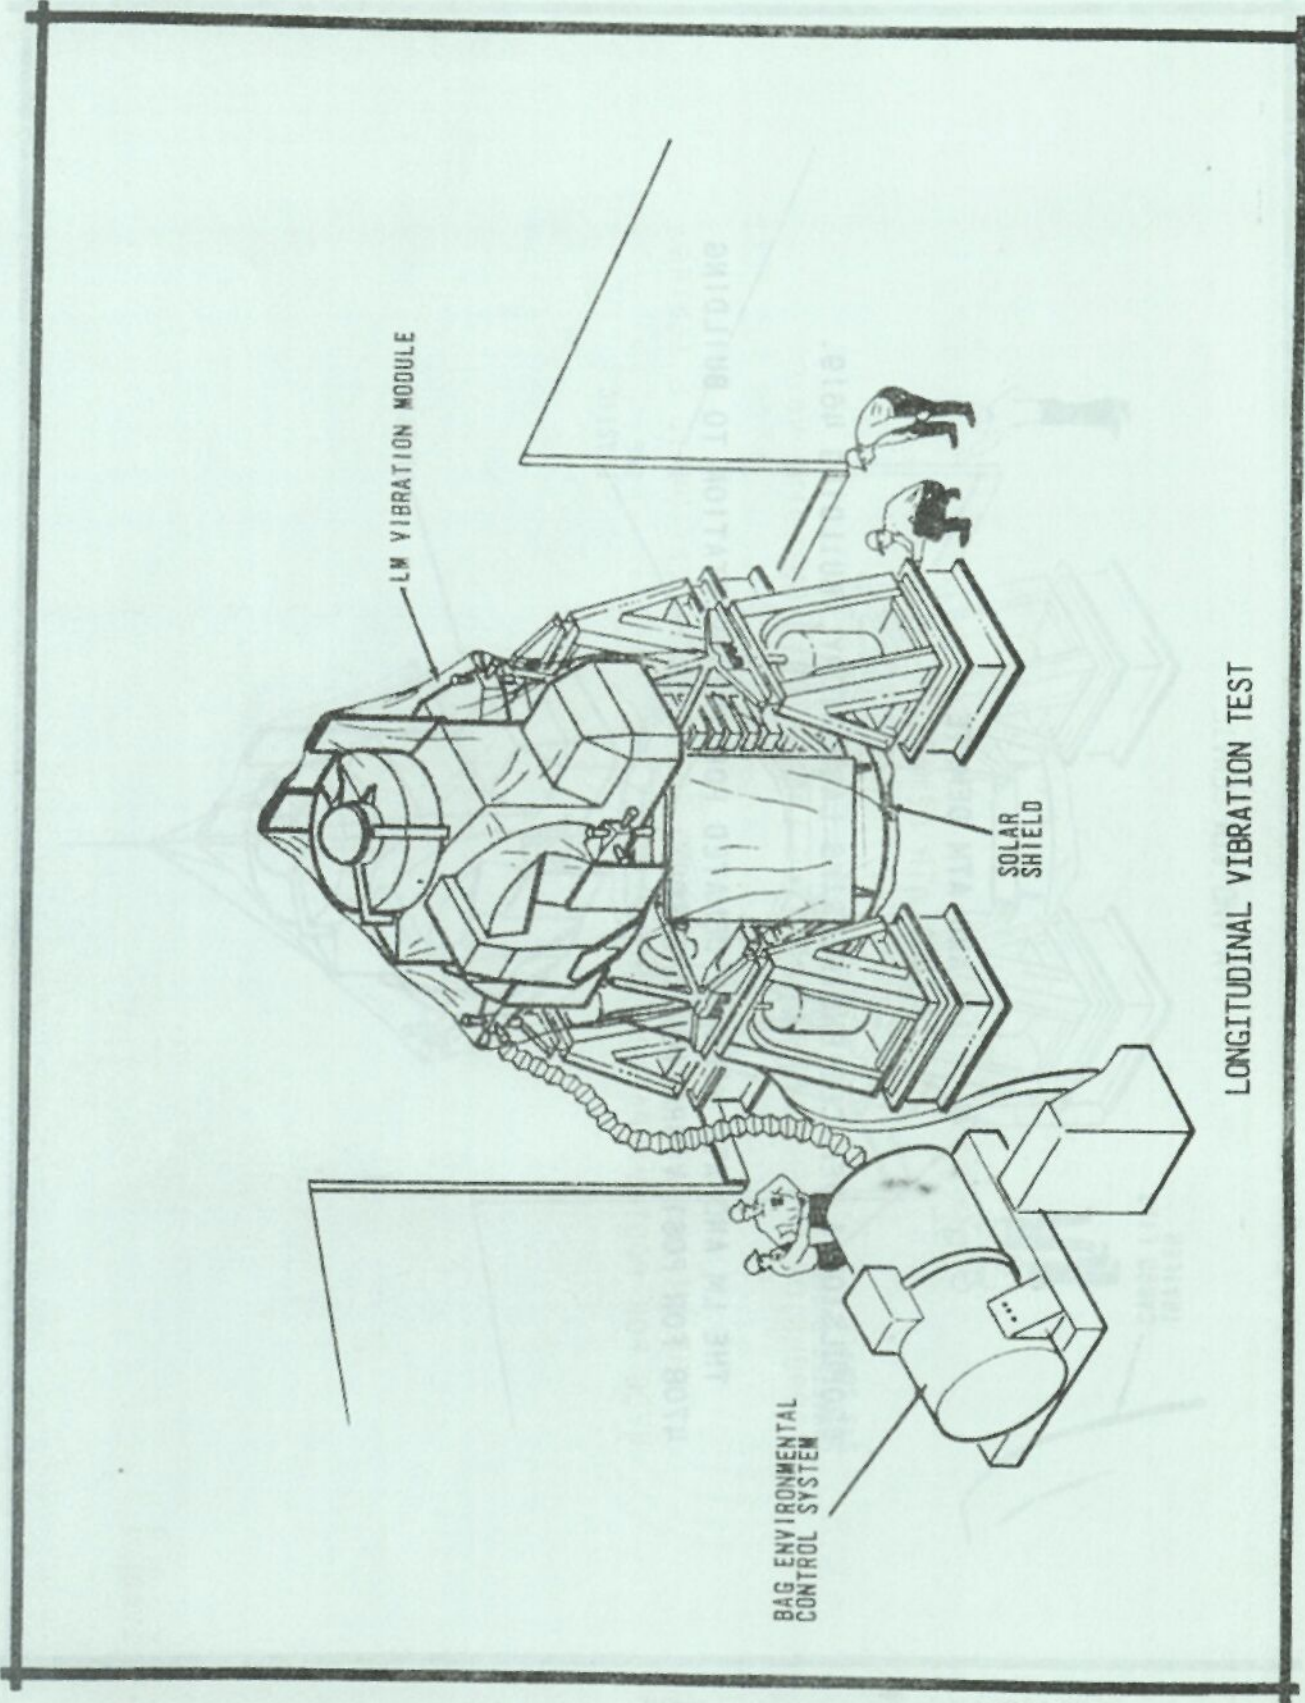 LM VIBRATION MODULE
SOLAR
SHIELD
BAG ENVIRONMENTAL
CONTROL SYSTEM
LONGITUDINAL VIBRATION TEST